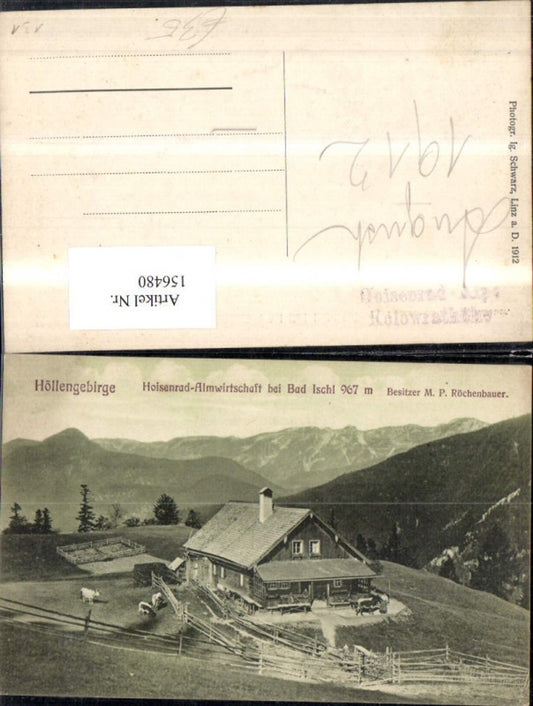 Artikel Nr.
156480
August
1912
Photogr. Ig. Schwarz, Linz a. D. 1912
Hoisenrad
Höllengebirge
Hoisenrad-Almwirtschaft bei Bad Ischl 967 m
Besitzer M. P. Röchenbauer.